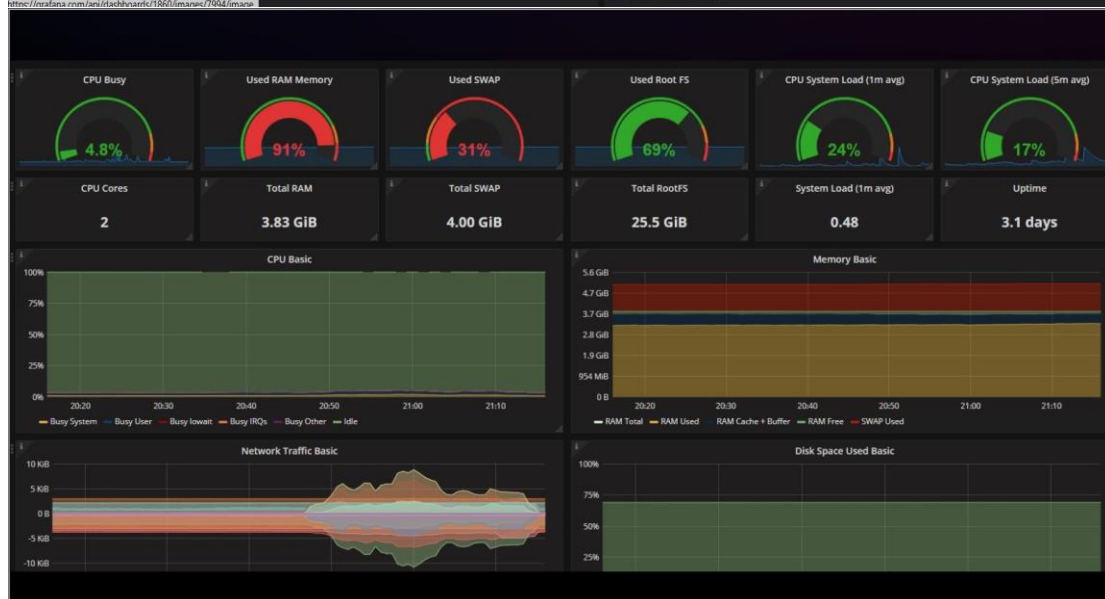 https://grafana.com/api/dashboards/1860/images/7994/image
CPU Busy
Used RAM Memory
Used SWAP
Used Root FS
CPU System Load (1m avg)
CPU System Load (5m avg)
4.8%
91%
31%
69%
24%
17%
CPU Cores
Total RAM
Total SWAP
Total RootFS
System Load (1m avg)
Uptime
2
3.83 GiB
4.00 GiB
25.5 GiB
0.48
3.1 days
CPU Basic
100%
75%
50%
25%
0%
20:20 20:30 20:40 20:50 21:00 21:10
Busy System Busy User Busy Iowait Busy IRQs Busy Other Idle
Memory Basic
5.6 GiB
4.7 GiB
3.7 GiB
2.8 GiB
1.9 GiB
954 MiB
0 B
20:20 20:30 20:40 20:50 21:00 21:10
RAM Total RAM Used RAM Cache + Buffer RAM Free SWAP Used
Network Traffic Basic
10 KiB
5 KiB
0 B
-5 KiB
-10 KiB
Disk Space Used Basic
100%
75%
50%
25%